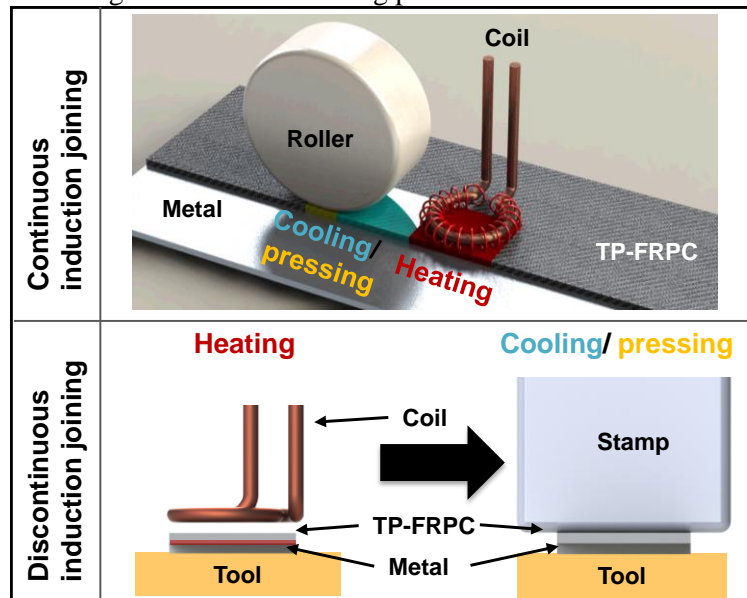 Continuous
induction joining
Coil
Roller
Metal
Cooling/
pressing
Heating
TP-FRPC
Discontinuous
induction joining
Heating
Cooling/ pressing
Coil
Stamp
TP-FRPC
Metal
Tool
Tool